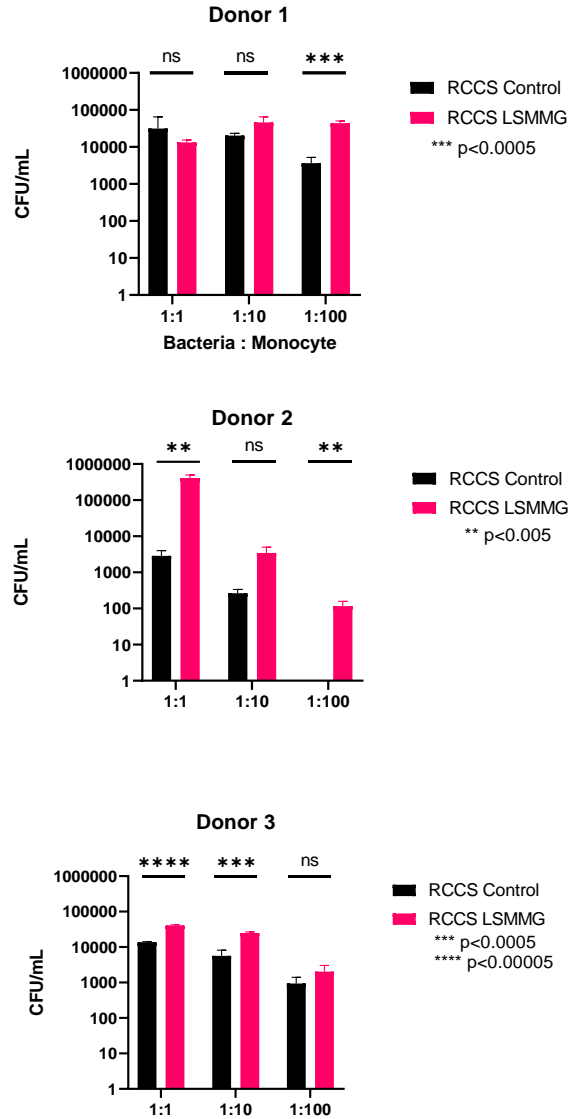 Donor 1
ns ns ***
1000000
100000
10000
1000
100
10
1
CFU/mL
1:1 1:10 1:100
Bacteria : Monocyte
RCCS Control
RCCS LSMMG
*** p<0.0005
Donor 2
** ns **
1000000
100000
10000
1000
100
10
1
CFU/mL
1:1 1:10 1:100
RCCS Control
RCCS LSMMG
** p<0.005
Donor 3
**** *** ns
1000000
100000
10000
1000
100
10
1
CFU/mL
1:1 1:10 1:100
RCCS Control
RCCS LSMMG
*** p<0.0005
**** p<0.00005